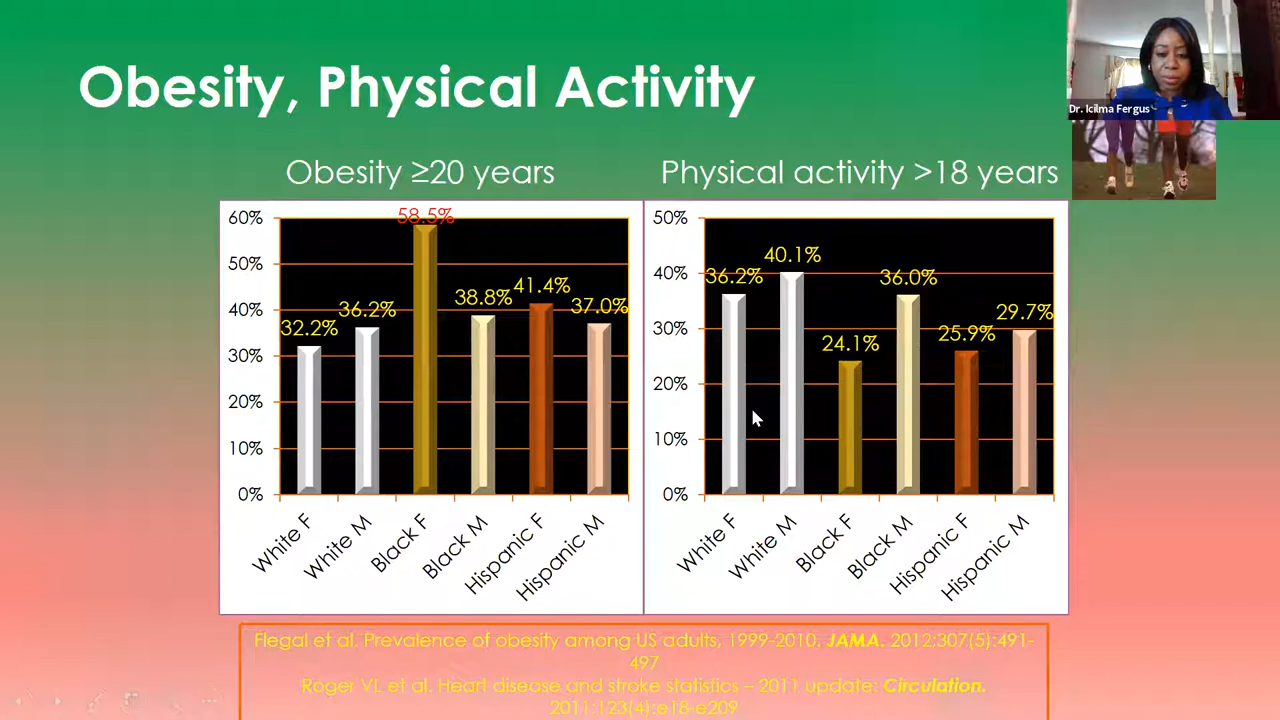 Obesity, Physical Activity
Dr. Icilma Fergus
Obesity ≥20 years
60%
50%
40%
30%
20%
10%
0%
32.2%
36.2%
58.5%
38.8%
41.4%
37.0%
White F
White M
Black F
Black M
Hispanic F
Hispanic M
Physical activity >18 years
50%
40%
30%
20%
10%
0%
36.2%
40.1%
24.1%
36.0%
25.9%
29.7%
White F
White M
Black F
Black M
Hispanic F
Hispanic M
Flegal et al. Prevalence of obesity among US adults, 1999-2010. JAMA. 2012;307(5):491-
497
Roger VL et al. Heart disease and stroke statistics – 2011 update: Circulation.
2011;123(4):e18-e209